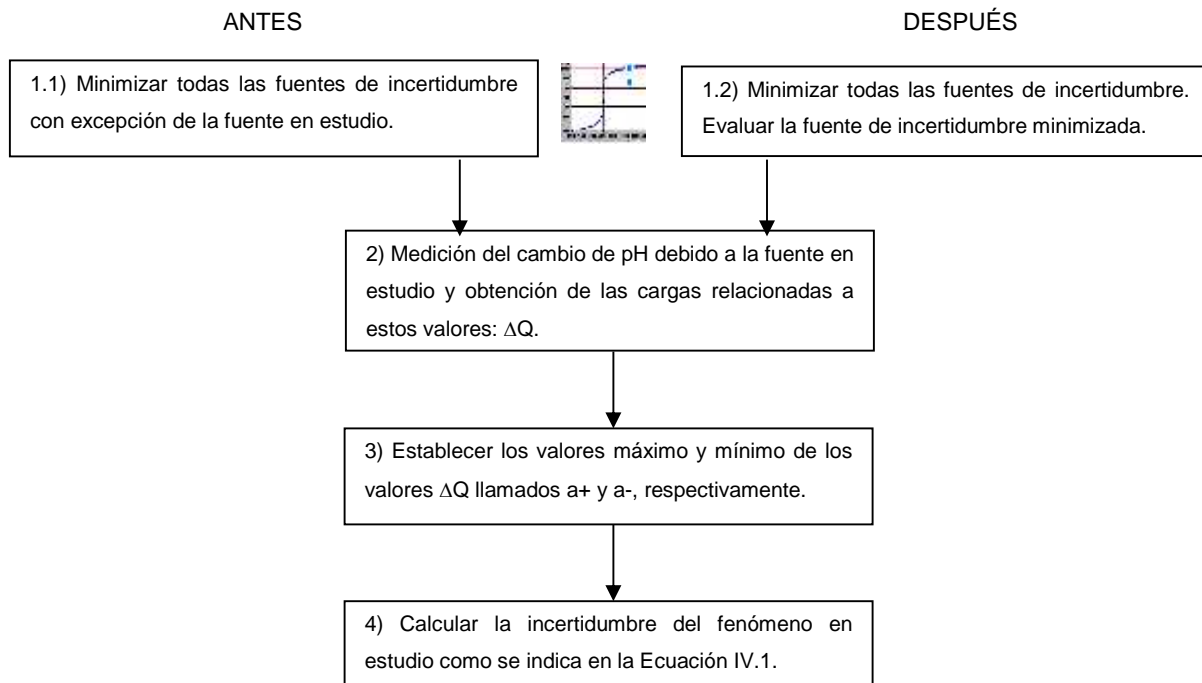 ANTES
DESPUÉS
1.1) Minimizar todas las fuentes de incertidumbre
con excepción de la fuente en estudio.
1.2) Minimizar todas las fuentes de incertidumbre.
Evaluar la fuente de incertidumbre minimizada.
2) Medición del cambio de pH debido a la fuente en
estudio y obtención de las cargas relacionadas a
estos valores: ∆Q.
3) Establecer los valores máximo y mínimo de los
valores ∆Q llamados a+ y a-, respectivamente.
4) Calcular la incertidumbre del fenómeno en
estudio como se indica en la Ecuación IV.1.